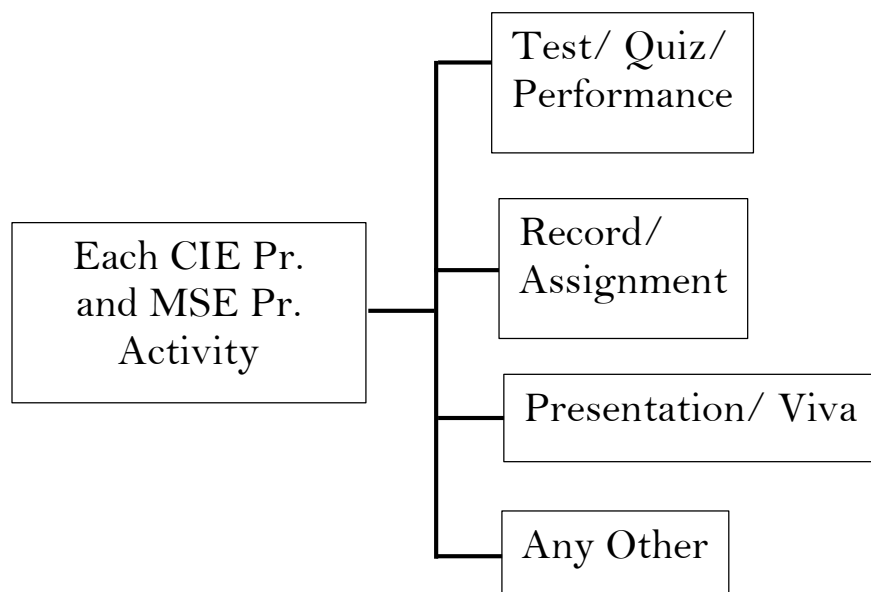 Test/ Quiz/
Performance
Each CIE Pr.
and MSE Pr.
Activity
Record/
Assignment
Presentation/ Viva
Any Other